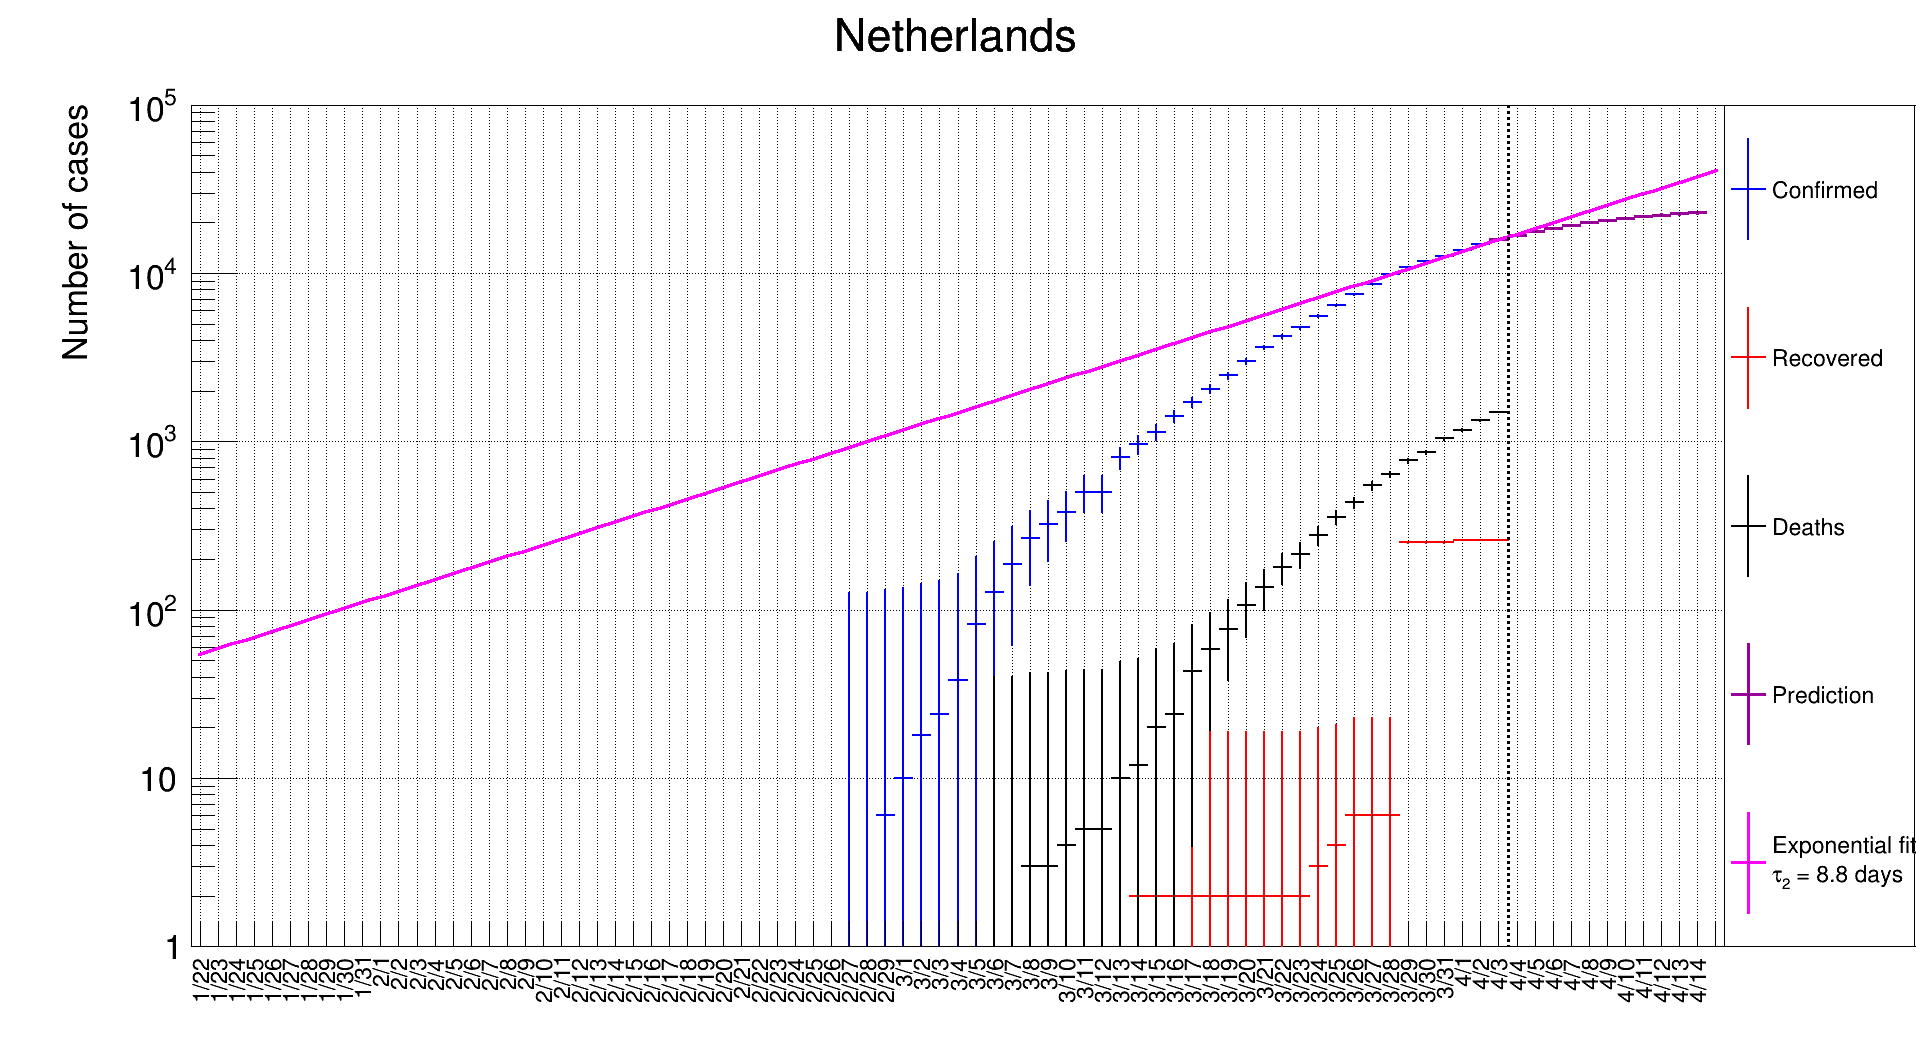 Netherlands
Number of cases
10^5
10^4
10^3
10^2
10
1
1/22 1/23 1/24 1/25 1/26 1/27 1/28 1/29 1/30 1/31 2/1 2/2 2/3 2/4 2/5 2/6 2/7 2/8 2/9 2/10 2/11 2/12 2/13 2/14 2/15 2/16 2/17 2/18 2/19 2/20 2/21 2/22 2/23 2/24 2/25 2/26 2/27 2/28 2/29 3/1 3/2 3/3 3/4 3/5 3/6 3/7 3/8 3/9 3/10 3/11 3/12 3/13 3/14 3/15 3/16 3/17 3/18 3/19 3/20 3/21 3/22 3/23 3/24 3/25 3/26 3/27 3/28 3/29 3/30 3/31 4/1 4/2 4/3 4/4 4/5 4/6 4/7 4/8 4/9 4/10 4/11 4/12 4/13 4/14
Confirmed
Recovered
Deaths
Prediction
Exponential fit
τ₂ = 8.8 days